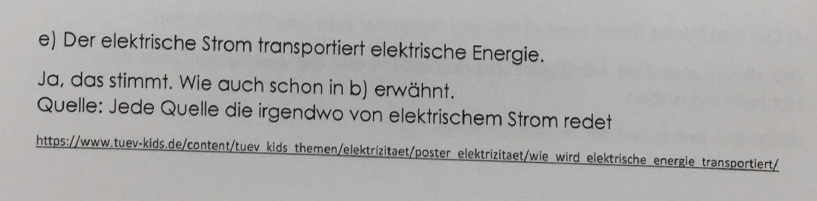 e) Der elektrische Strom transportiert elektrische Energie.
Ja, das stimmt. Wie auch schon in b) erwähnt.
Quelle: Jede Quelle die irgendwo von elektrischem Strom redet
https://www.tuev-kids.de/content/tuev_kids_themen/elektrizitaet/poster_elektrizitaet/wie_wird_elektrische_energie_transportiert/